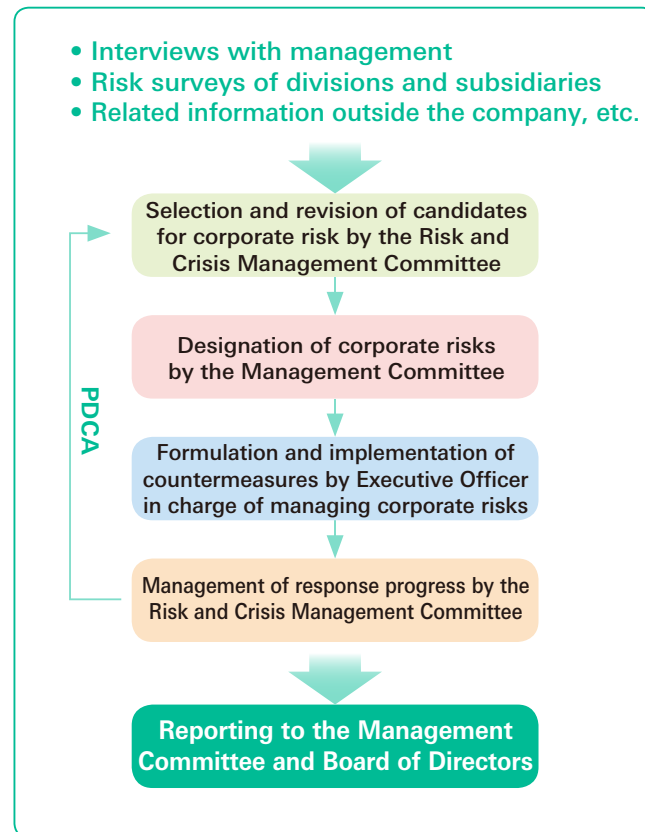 • Interviews with management
• Risk surveys of divisions and subsidiaries
• Related information outside the company, etc.
Selection and revision of candidates
for corporate risk by the Risk and
Crisis Management Committee
Designation of corporate risks
by the Management Committee
PDCA
Formulation and implementation of
countermeasures by Executive Officer
in charge of managing corporate risks
Management of response progress by the
Risk and Crisis Management Committee
Reporting to the Management
Committee and Board of Directors